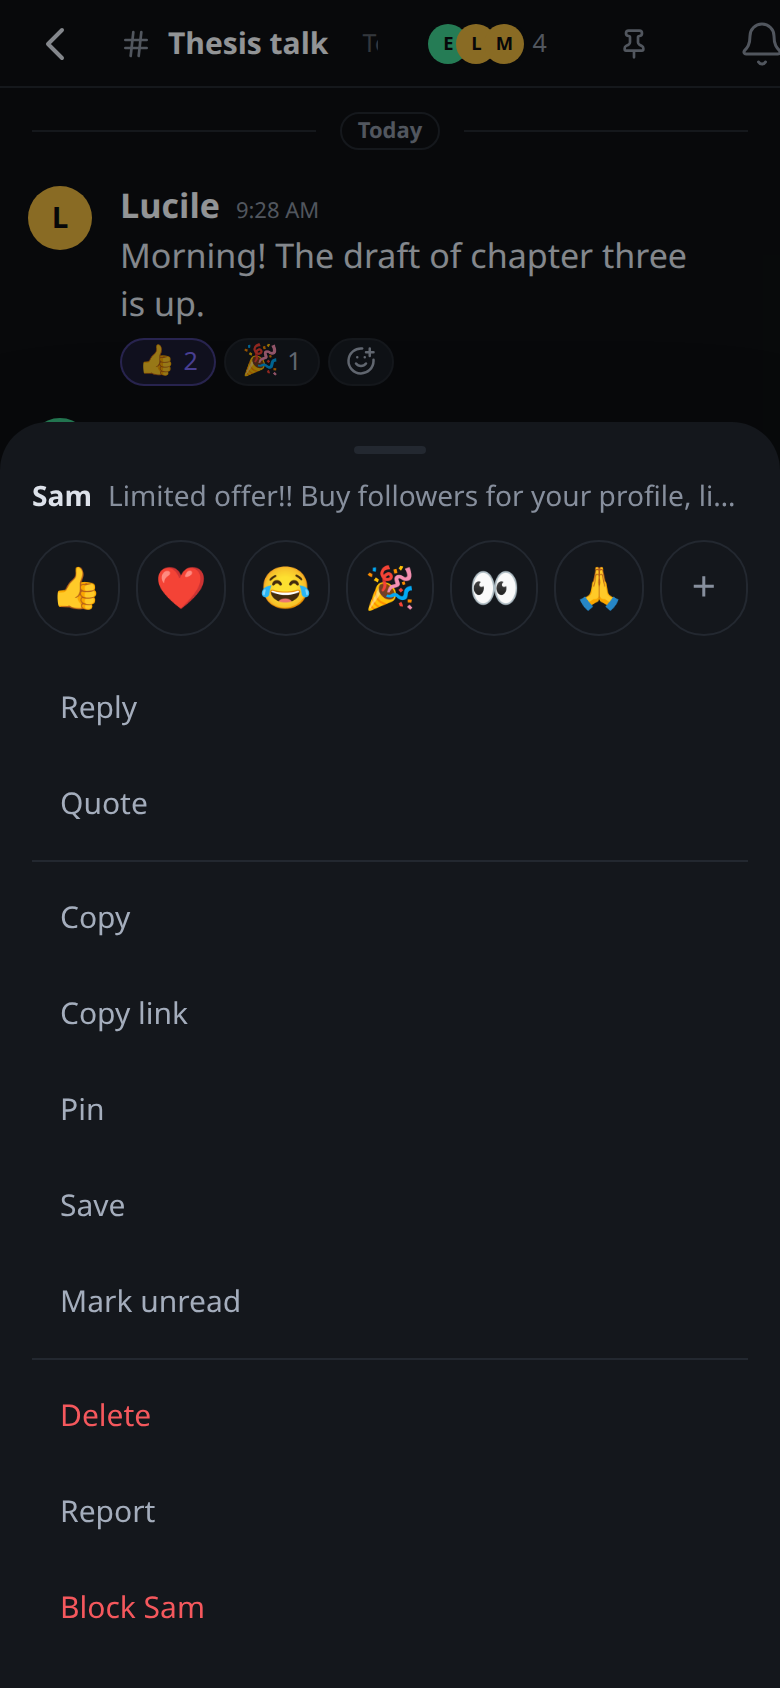 # Thesis talk
E L M 4
Today
L
Lucile 9:28 AM
Morning! The draft of chapter three
is up.
👍 2 🎉 1
Sam Limited offer!! Buy followers for your profile, li...
👍 ❤️ 😂 🎉 👀 🙏 +
Reply
Quote
Copy
Copy link
Pin
Save
Mark unread
Delete
Report
Block Sam